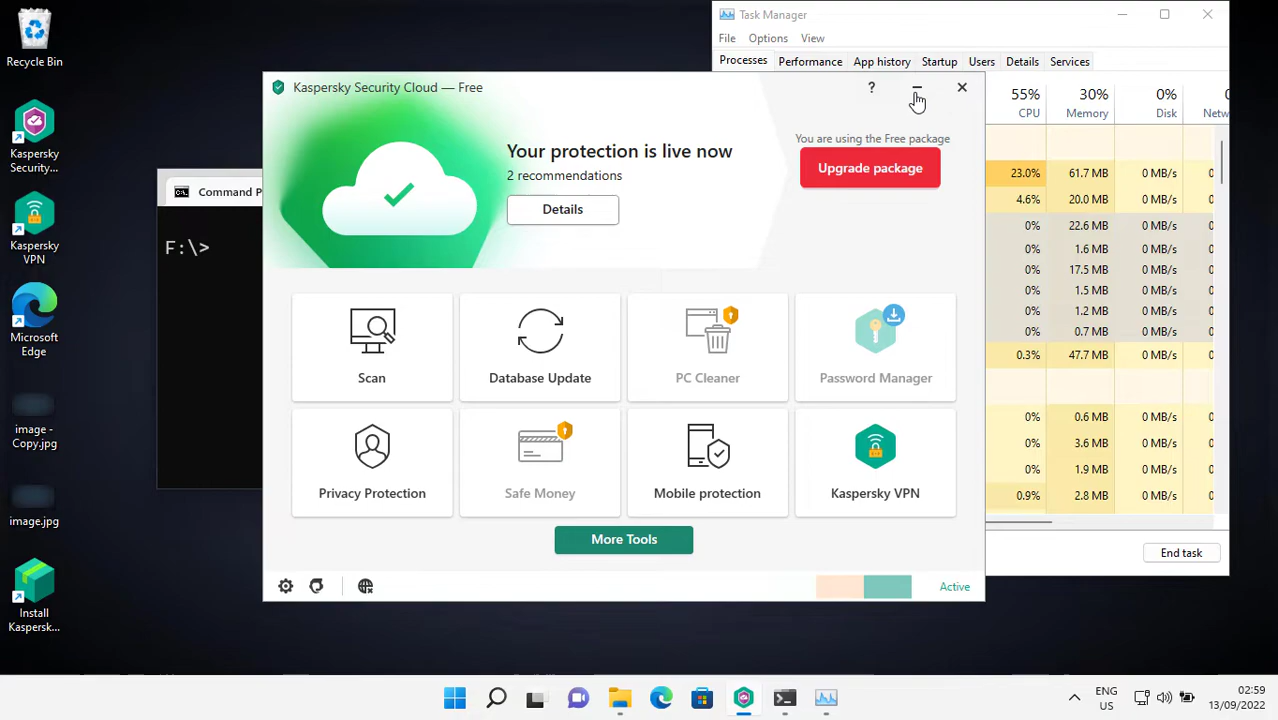 Recycle Bin
Kaspersky
Security...
Kaspersky
VPN
Microsoft
Edge
image -
Copy.jpg
image.jpg
Install
Kaspersk...
Command P
F:\>
Task Manager
File Options View
Processes Performance App history Startup Users Details Services
55% 30% 0%
CPU Memory Disk
23.0% 61.7 MB 0 MB/s
4.6% 20.0 MB 0 MB/s
0% 22.6 MB 0 MB/s
0% 1.6 MB 0 MB/s
0% 17.5 MB 0 MB/s
0% 1.5 MB 0 MB/s
0% 1.2 MB 0 MB/s
0% 0.7 MB 0 MB/s
0.3% 47.7 MB 0 MB/s
0% 0.6 MB 0 MB/s
0% 3.6 MB 0 MB/s
0% 1.9 MB 0 MB/s
0.9% 2.8 MB 0 MB/s
End task
Kaspersky Security Cloud — Free
?
Your protection is live now
2 recommendations
Details
You are using the Free package
Upgrade package
Scan
Database Update
PC Cleaner
Password Manager
Privacy Protection
Safe Money
Mobile protection
Kaspersky VPN
More Tools
Active
ENG
US
02:59
13/09/2022